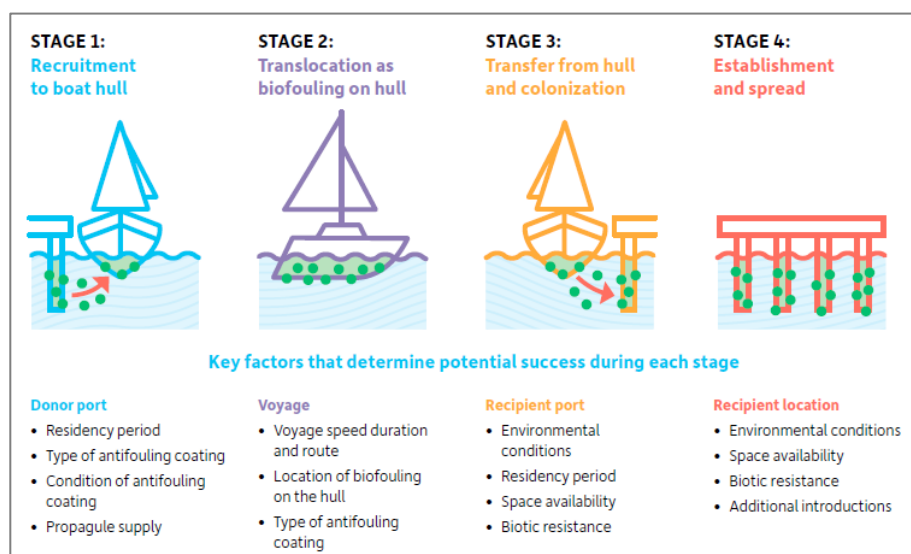 STAGE 1:
Recruitment
to boat hull
STAGE 2:
Translocation as
biofouling on hull
STAGE 3:
Transfer from hull
and colonization
STAGE 4:
Establishment
and spread
Key factors that determine potential success during each stage
Donor port
• Residency period
• Type of antifouling coating
• Condition of antifouling
coating
• Propagule supply
Voyage
• Voyage speed duration
and route
• Location of biofouling
on the hull
• Type of antifouling
coating
Recipient port
• Environmental
conditions
• Residency period
• Space availability
• Biotic resistance
Recipient location
• Environmental conditions
• Space availability
• Biotic resistance
• Additional introductions